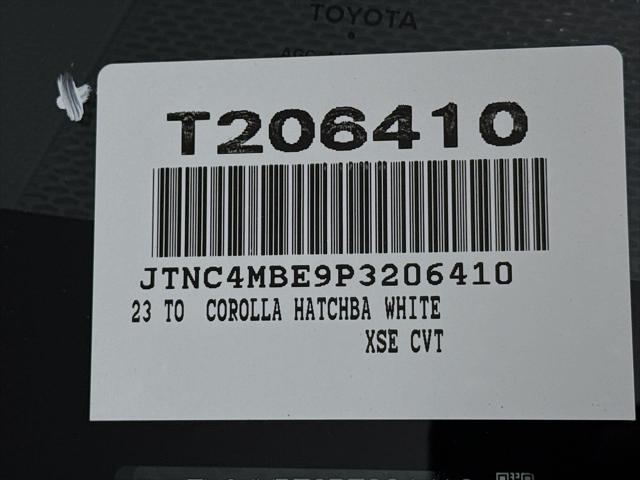 TOYOTA
T206410
JTNC4MBE9P3206410
23 TO COROLLA HATCHBA WHITE
XSE CVT